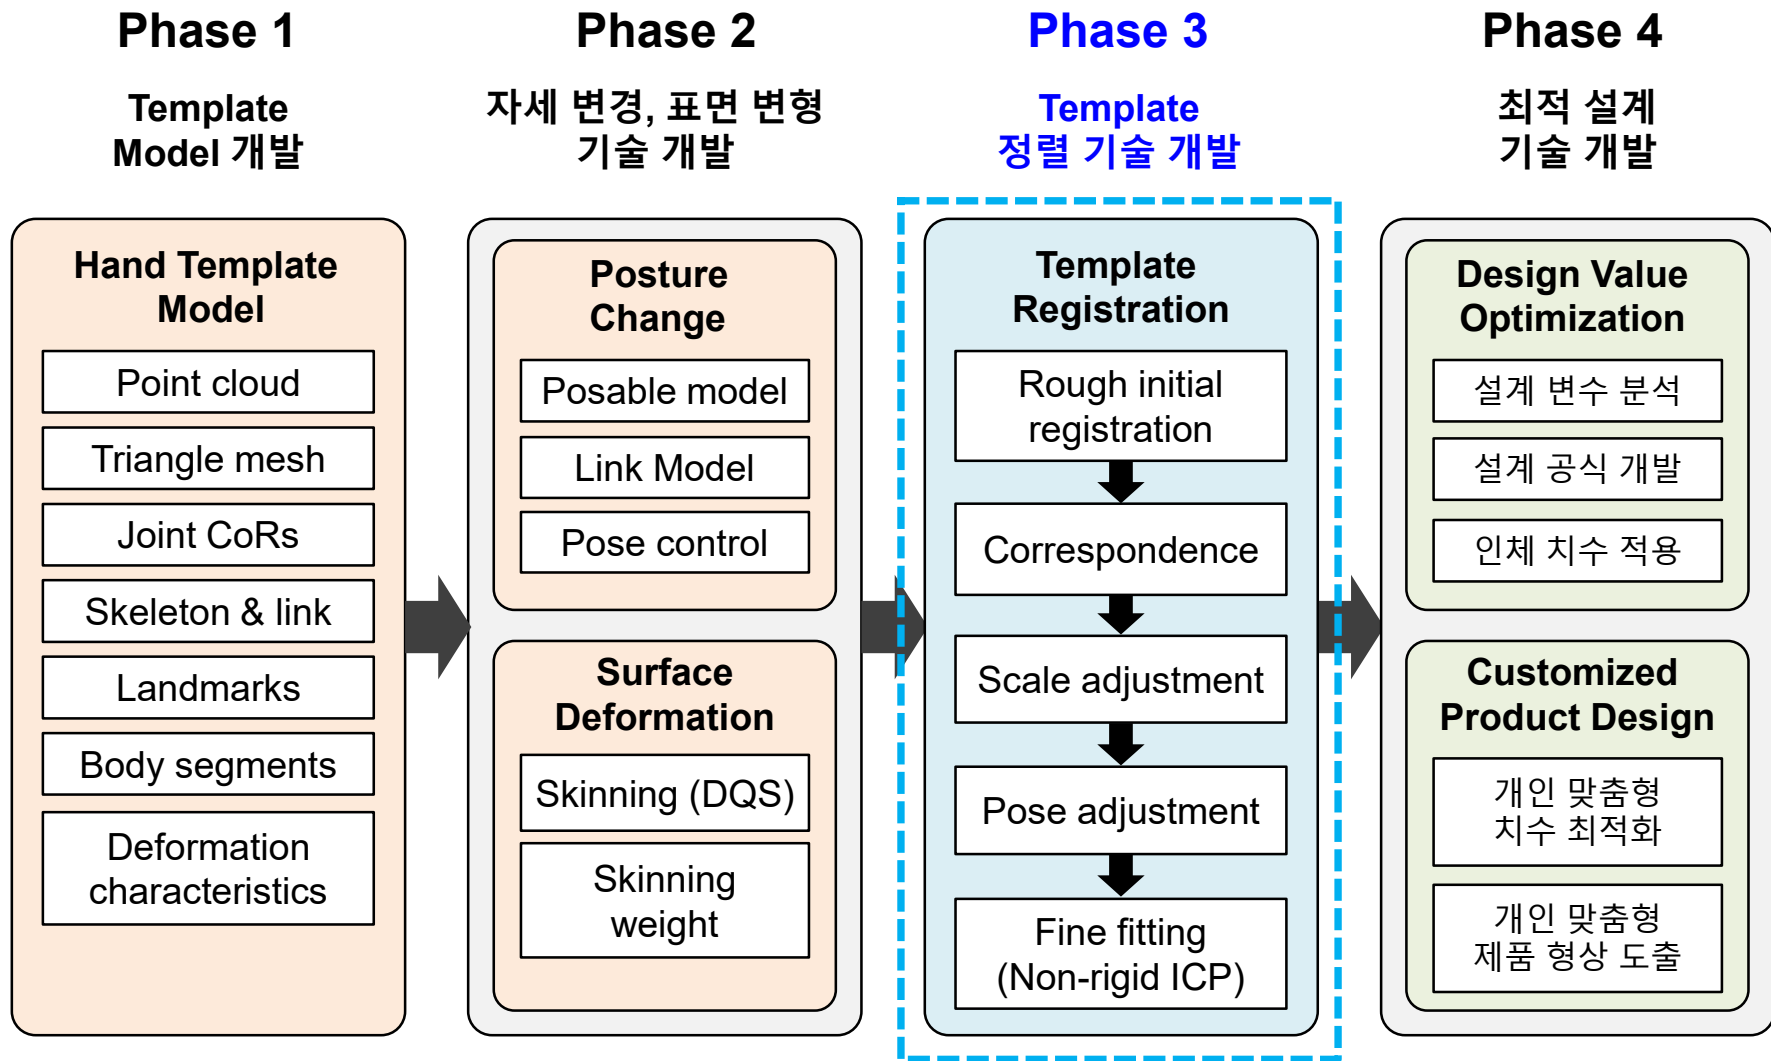 Phase 1
Template
Model 개발
Hand Template
Model
Point cloud
Triangle mesh
Joint CoRs
Skeleton & link
Landmarks
Body segments
Deformation
characteristics
Phase 2
자세 변경, 표면 변형
기술 개발
Posture
Change
Posable model
Link Model
Pose control
Surface
Deformation
Skinning (DQS)
Skinning
weight
Phase 3
Template
정렬 기술 개발
Template
Registration
Rough initial
registration
Correspondence
Scale adjustment
Pose adjustment
Fine fitting
(Non-rigid ICP)
Phase 4
최적 설계
기술 개발
Design Value
Optimization
설계 변수 분석
설계 공식 개발
인체 치수 적용
Customized
Product Design
개인 맞춤형
치수 최적화
개인 맞춤형
제품 형상 도출